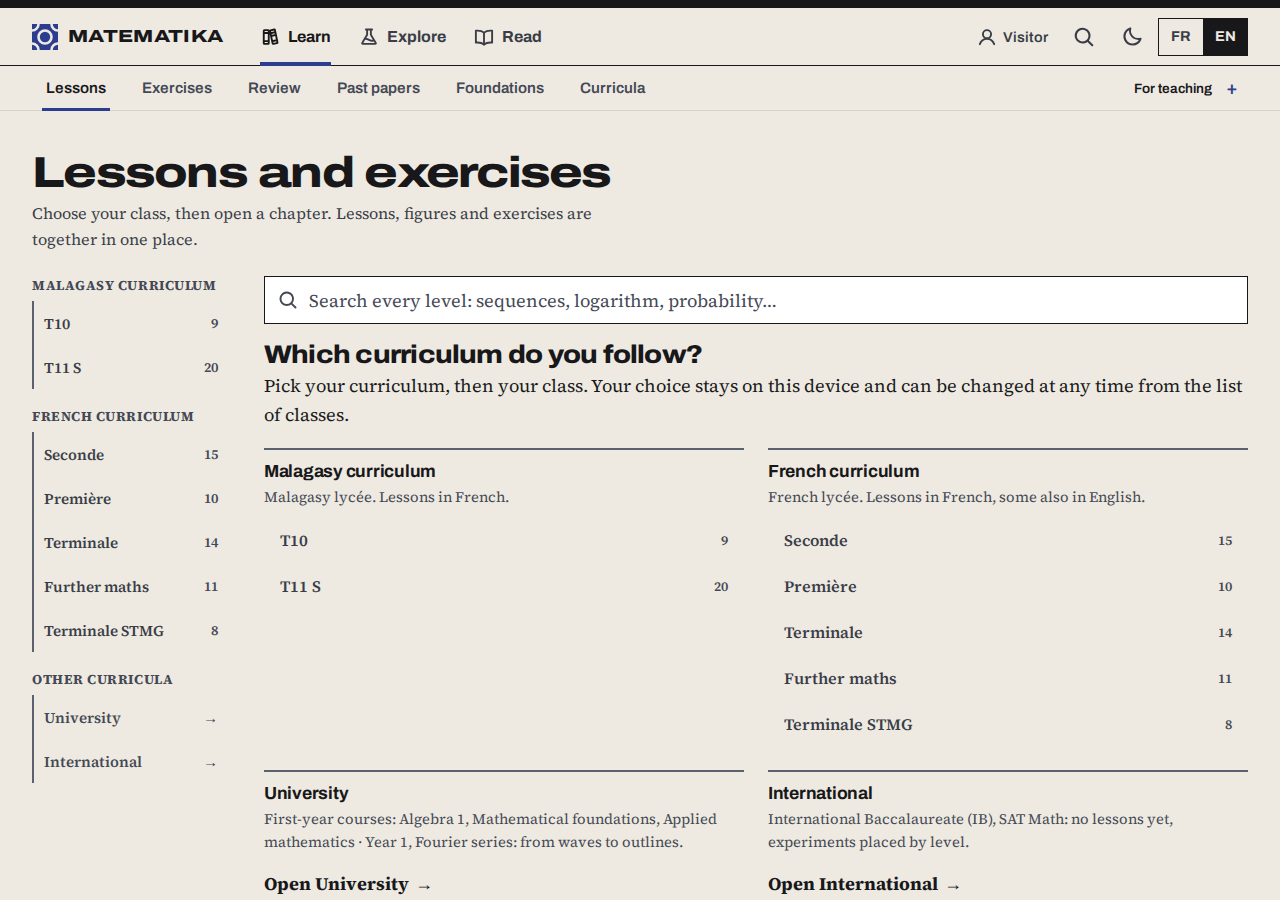 MATEMATIKA
Learn
Explore
Read
Visitor
FR
EN
Lessons
Exercises
Review
Past papers
Foundations
Curricula
For teaching +
Lessons and exercises
Choose your class, then open a chapter. Lessons, figures and exercises are
together in one place.
MALAGASY CURRICULUM
T10 9
T11 S 20
FRENCH CURRICULUM
Seconde 15
Première 10
Terminale 14
Further maths 11
Terminale STMG 8
OTHER CURRICULA
University →
International →
Search every level: sequences, logarithm, probability...
Which curriculum do you follow?
Pick your curriculum, then your class. Your choice stays on this device and can be changed at any time from the list
of classes.
Malagasy curriculum
Malagasy lycée. Lessons in French.
T10 9
T11 S 20
French curriculum
French lycée. Lessons in French, some also in English.
Seconde 15
Première 10
Terminale 14
Further maths 11
Terminale STMG 8
University
First-year courses: Algebra 1, Mathematical foundations, Applied
mathematics · Year 1, Fourier series: from waves to outlines.
Open University →
International
International Baccalaureate (IB), SAT Math: no lessons yet,
experiments placed by level.
Open International →